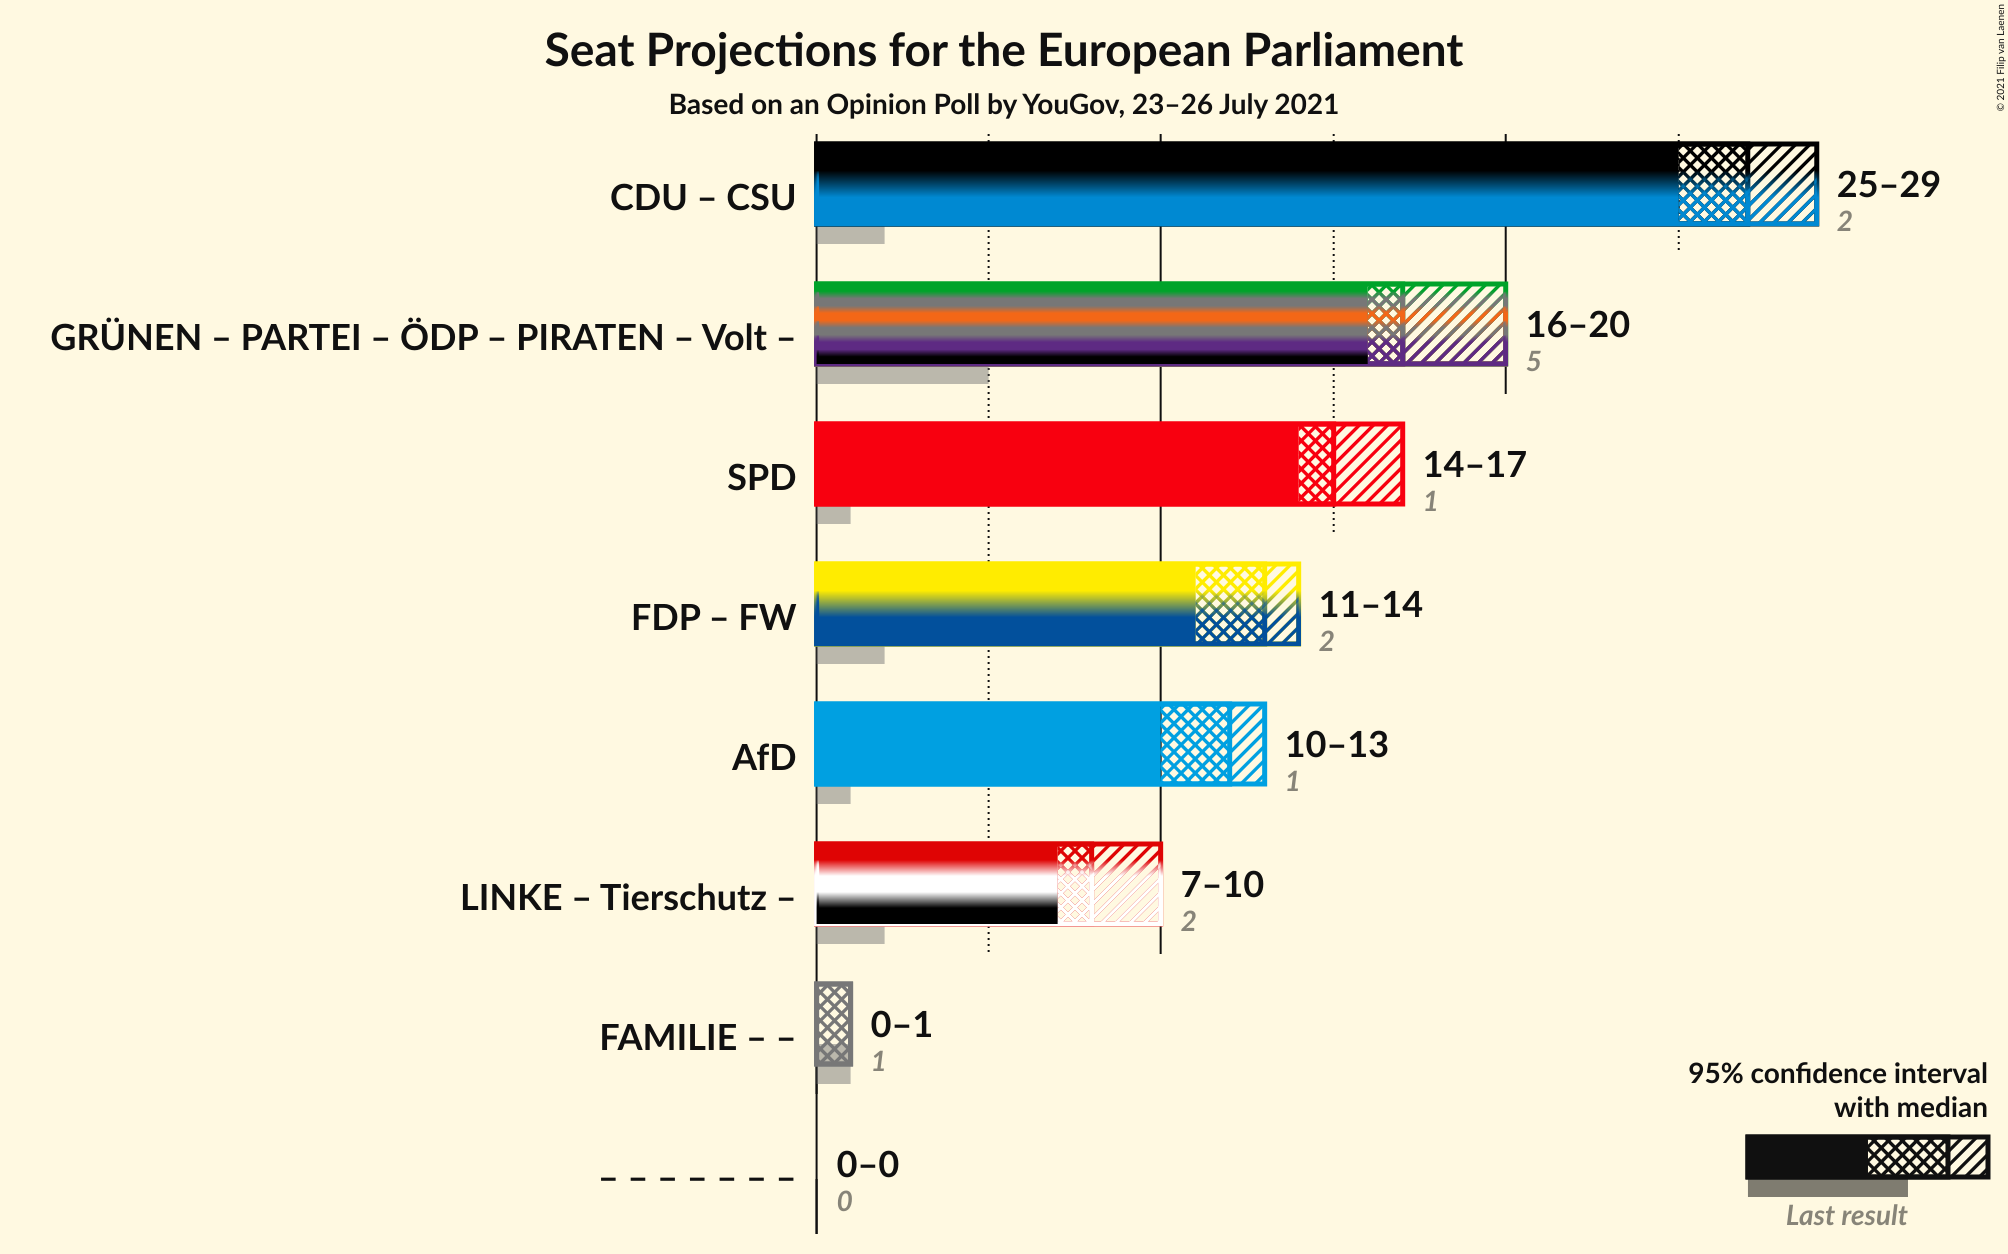 Seat Projections for the European Parliament
Based on an Opinion Poll by YouGov, 23–26 July 2021
© 2021 Filip van Laenen
CDU – CSU
25–29
2
GRÜNEN – PARTEI – ÖDP – PIRATEN – Volt –
16–20
5
SPD
14–17
1
FDP – FW
11–14
2
AfD
10–13
1
LINKE – Tierschutz –
7–10
2
FAMILIE – –
0–1
1
– – – – – – –
0–0
0
95% confidence interval
with median
Last result